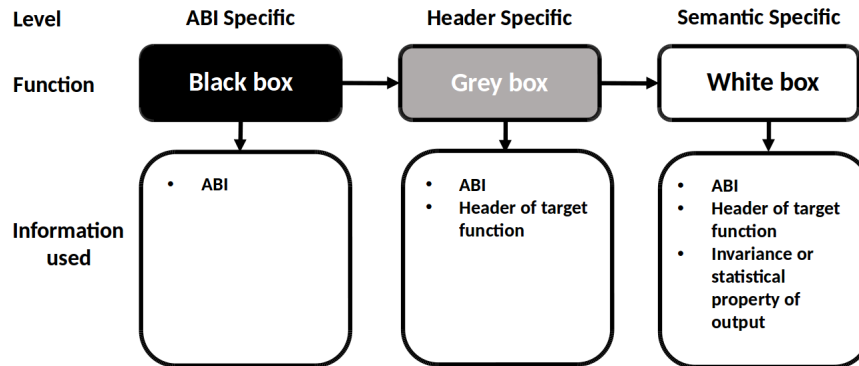 Level
ABI Specific
Header Specific
Semantic Specific
Function
Black box
Grey box
White box
Information
used
• ABI
• ABI
• Header of target
function
• ABI
• Header of target
function
• Invariance or
statistical
property of
output